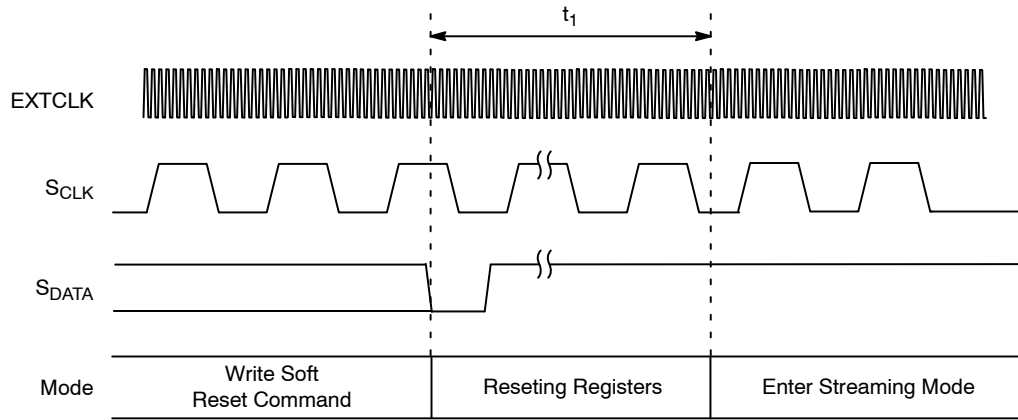 t1
EXTCLK
SCLK
SDATA
Mode
Write Soft
Reset Command
Reseting Registers
Enter Streaming Mode